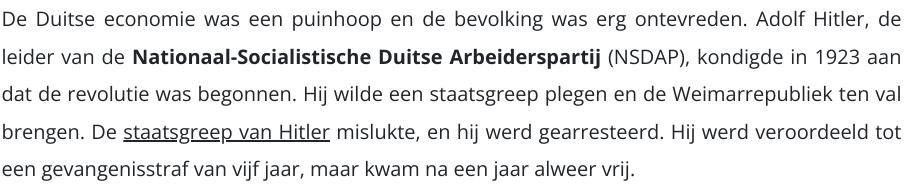 De Duitse economie was een puinhoop en de bevolking was erg ontevreden. Adolf Hitler, de
leider van de Nationaal-Socialistische Duitse Arbeiderspartij (NSDAP), kondigde in 1923 aan
dat de revolutie was begonnen. Hij wilde een staatsgreep plegen en de Weimarrepubliek ten val
brengen. De staatsgreep van Hitler mislukte, en hij werd gearresteerd. Hij werd veroordeeld tot
een gevangenisstraf van vijf jaar, maar kwam na een jaar alweer vrij.